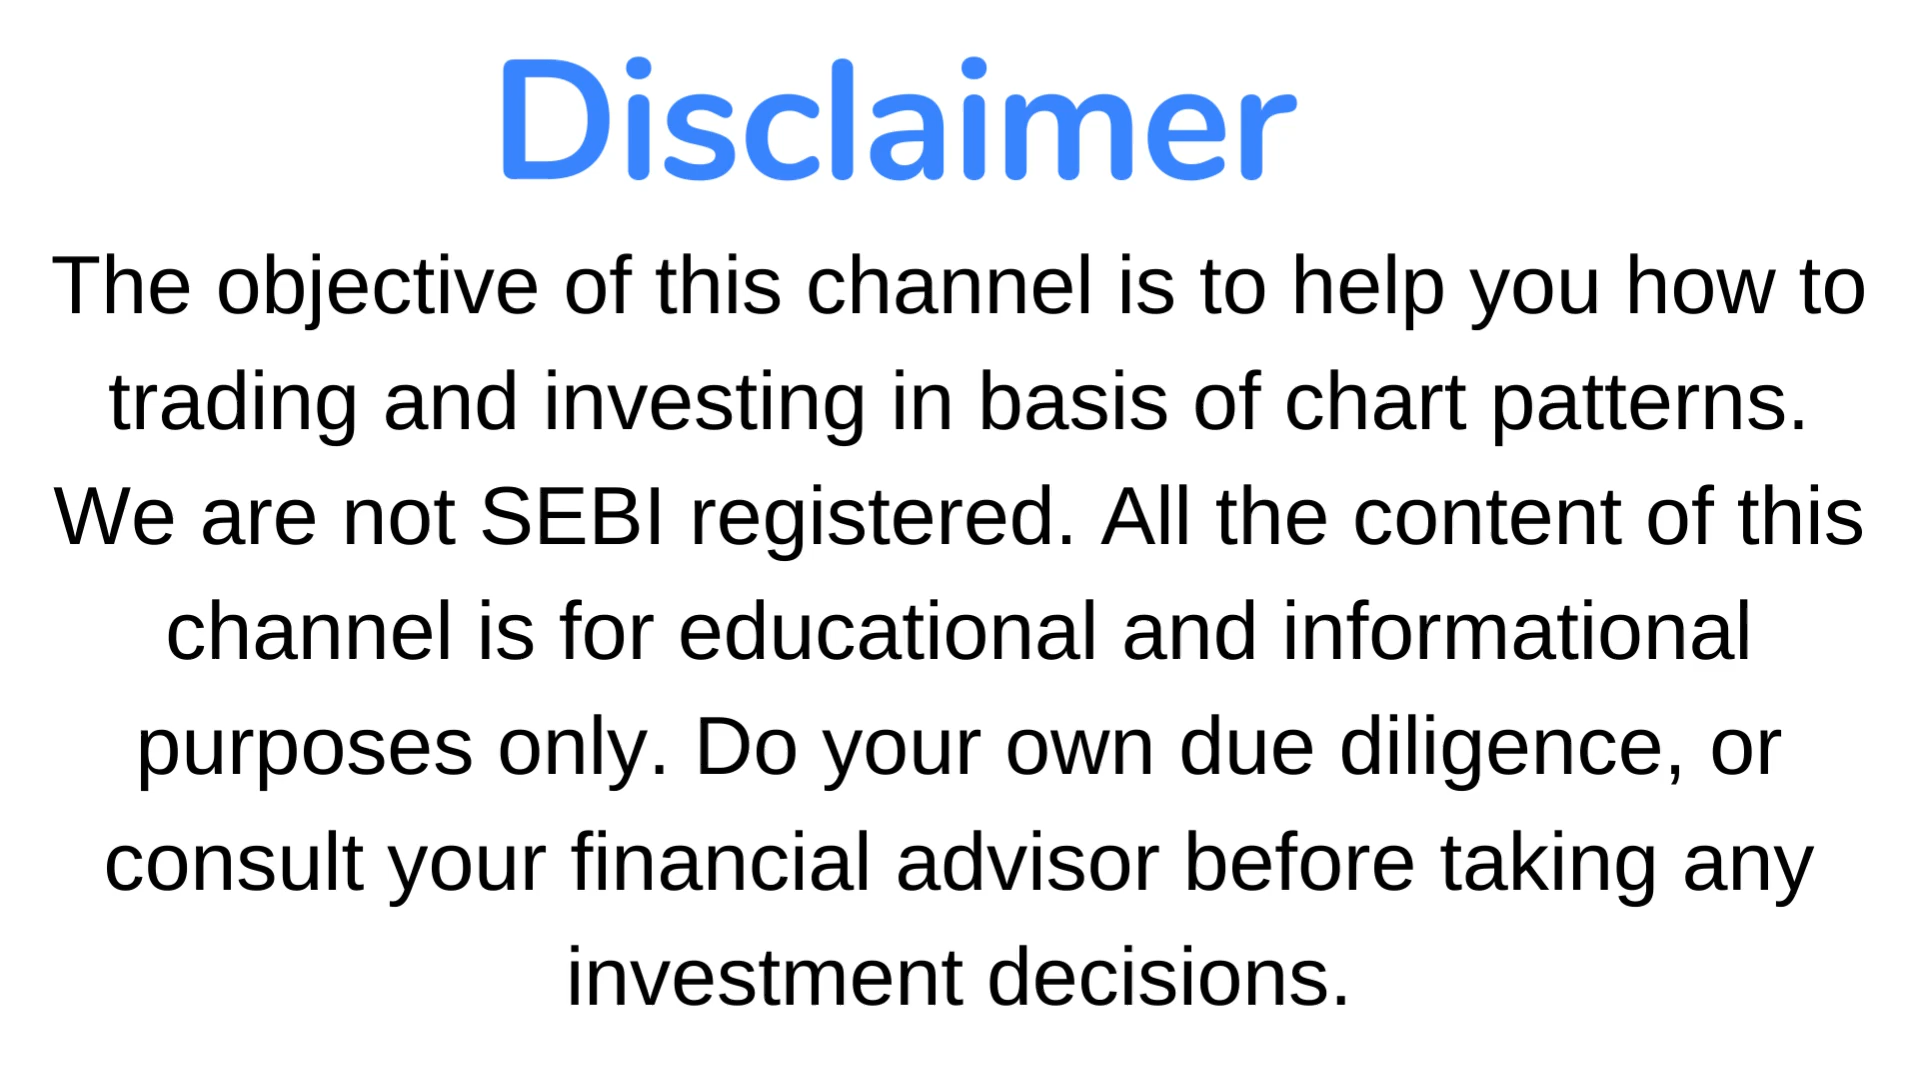 Disclaimer
The objective of this channel is to help you how to
trading and investing in basis of chart patterns.
We are not SEBI registered. All the content of this
channel is for educational and informational
purposes only. Do your own due diligence, or
consult your financial advisor before taking any
investment decisions.